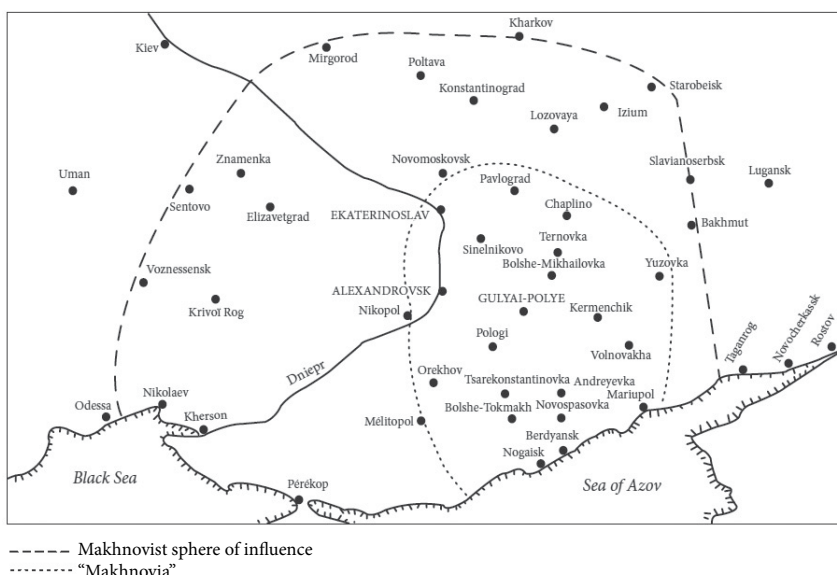 Kharkov
Kiev
Mirgorod
Poltava
Konstantinograd
Starobeisk
Izium
Lozovaya
Uman
Znamenka
Novomoskovsk
Slavianoserbsk
Lugansk
Pavlograd
Sentovo
Elizavetgrad
EKATERINOSLAV
Chaplino
Bakhmut
Sinelnikovo
Ternovka
Bolshe-Mikhailovka
Yuzovka
Voznessensk
Krivoï Rog
ALEXANDROVSK
Nikopol
GULYAI-POLYE
Kermenchik
Pologi
Volnovakha
Taganrog
Novocherkassk
Rostov
Dniepr
Orekhov
Tsarekonstantinovka
Andreyevka
Mariupol
Odessa
Nikolaev
Kherson
Mélitopol
Bolshe-Tokmakh
Novospasovka
Berdyansk
Nogaisk
Black Sea
Pérékop
Sea of Azov
Makhnovist sphere of influence
“Makhnovia”